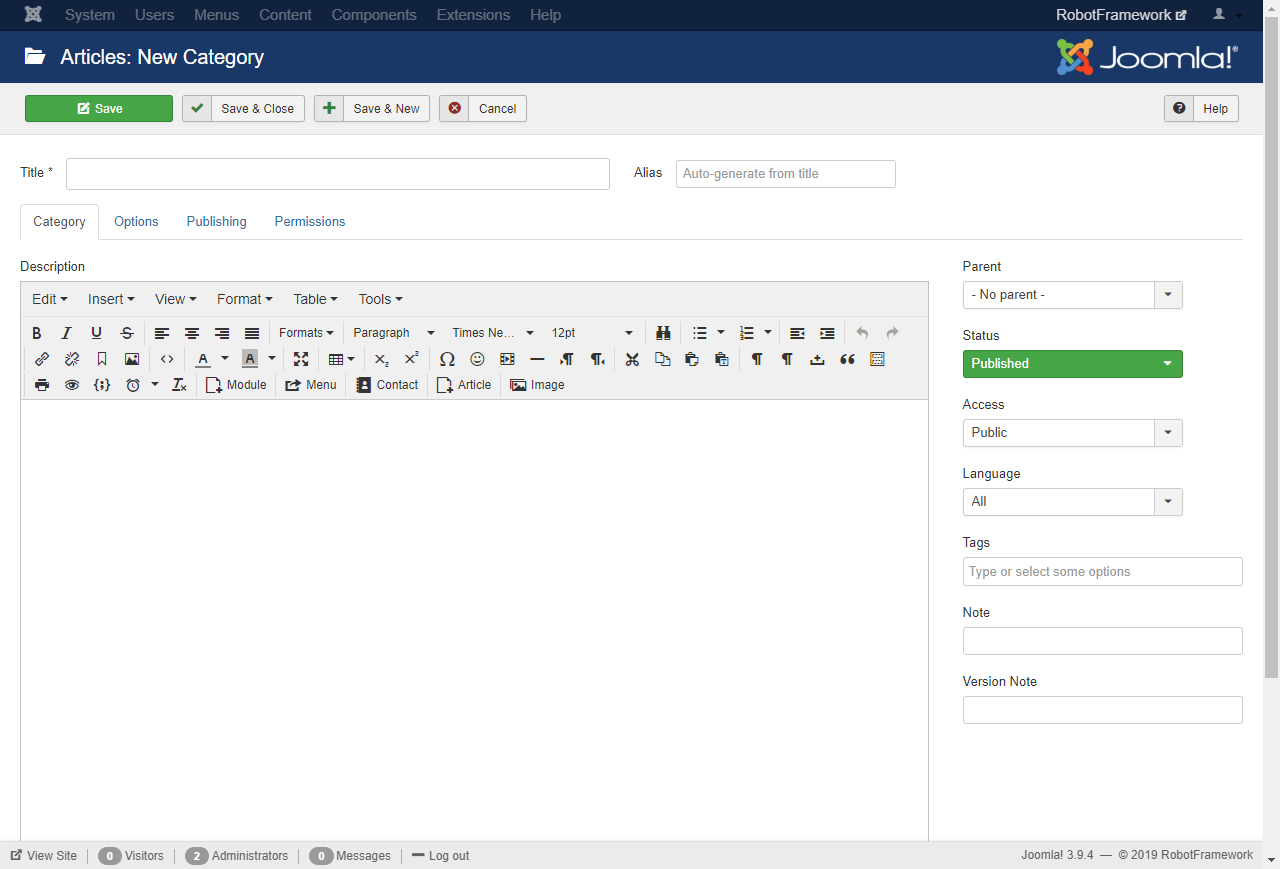 System Users Menus Content Components Extensions Help RobotFramework
Articles: New Category Joomla!®
Save Save & Close Save & New Cancel Help
Title * Alias Auto-generate from title
Category Options Publishing Permissions
Description
Edit Insert View Format Table Tools
B I U S Formats Paragraph Times Ne... 12pt
A A X₂ X² Ω
Module Menu Contact Article Image
Parent
- No parent -
Status
Published
Access
Public
Language
All
Tags
Type or select some options
Note
Version Note
View Site 0 Visitors 2 Administrators 0 Messages Log out Joomla! 3.9.4 — © 2019 RobotFramework